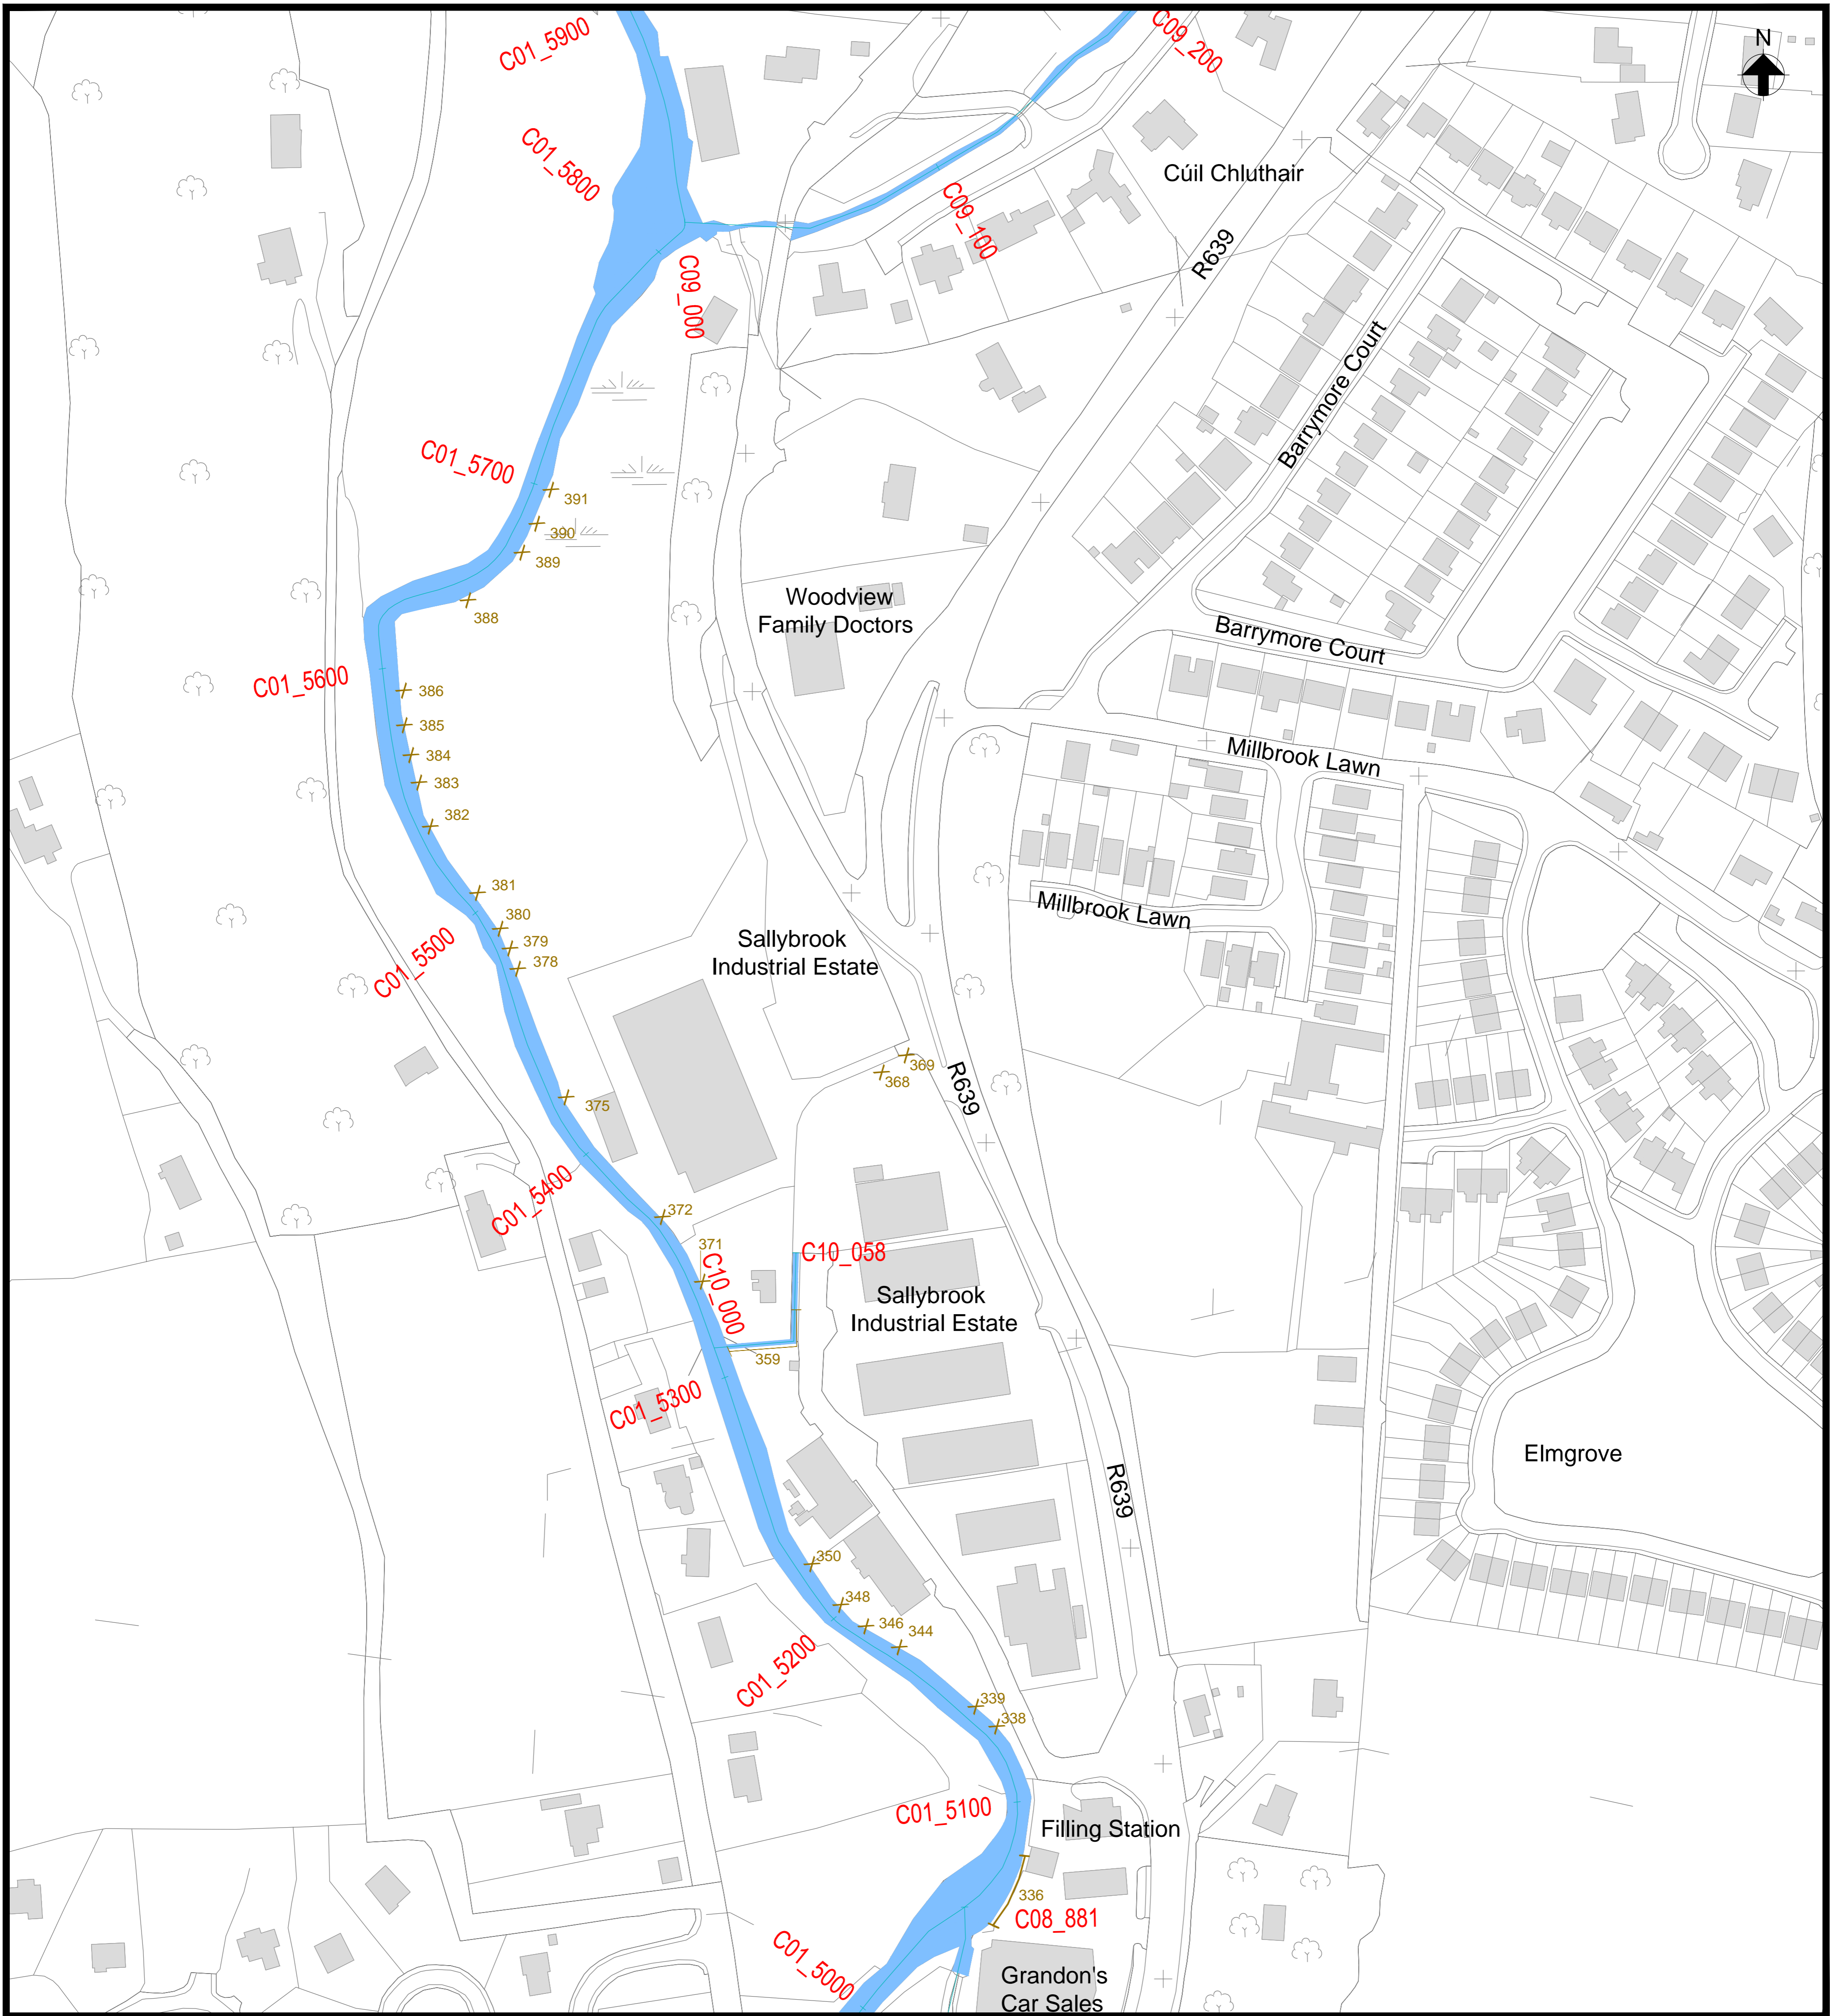 C01_5900
C09_200
N
C01_5800
Cúil Chluthair
C09_100
R639
C09_000
Barrymore Court
C01_5700
391
390
389
Woodview
Family Doctors
388
Barrymore Court
C01_5600
386
385
384
Millbrook Lawn
383
382
381
Millbrook Lawn
380
C01_5500
379
378
Sallybrook
Industrial Estate
369
368
R639
375
C01_5400
372
371
C10_000
C10_058
Sallybrook
Industrial Estate
359
C01_5300
Elmgrove
R639
350
348
346
344
C01_5200
339
338
C01_5100
Filling Station
336
C08_881
C01_5000
Grandon's
Car Sales